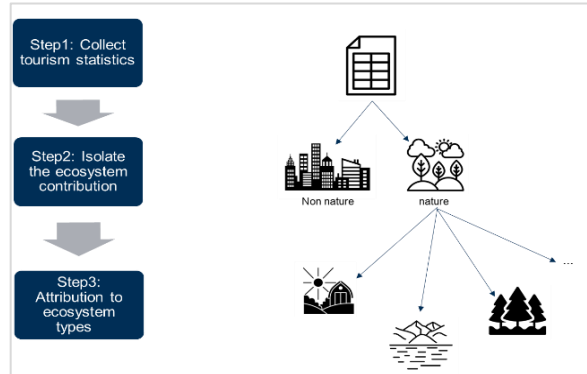 Step1: Collect
tourism statistics
Step2: Isolate
the ecosystem
contribution
Non nature
nature
Step3:
Attribution to
ecosystem
types
...